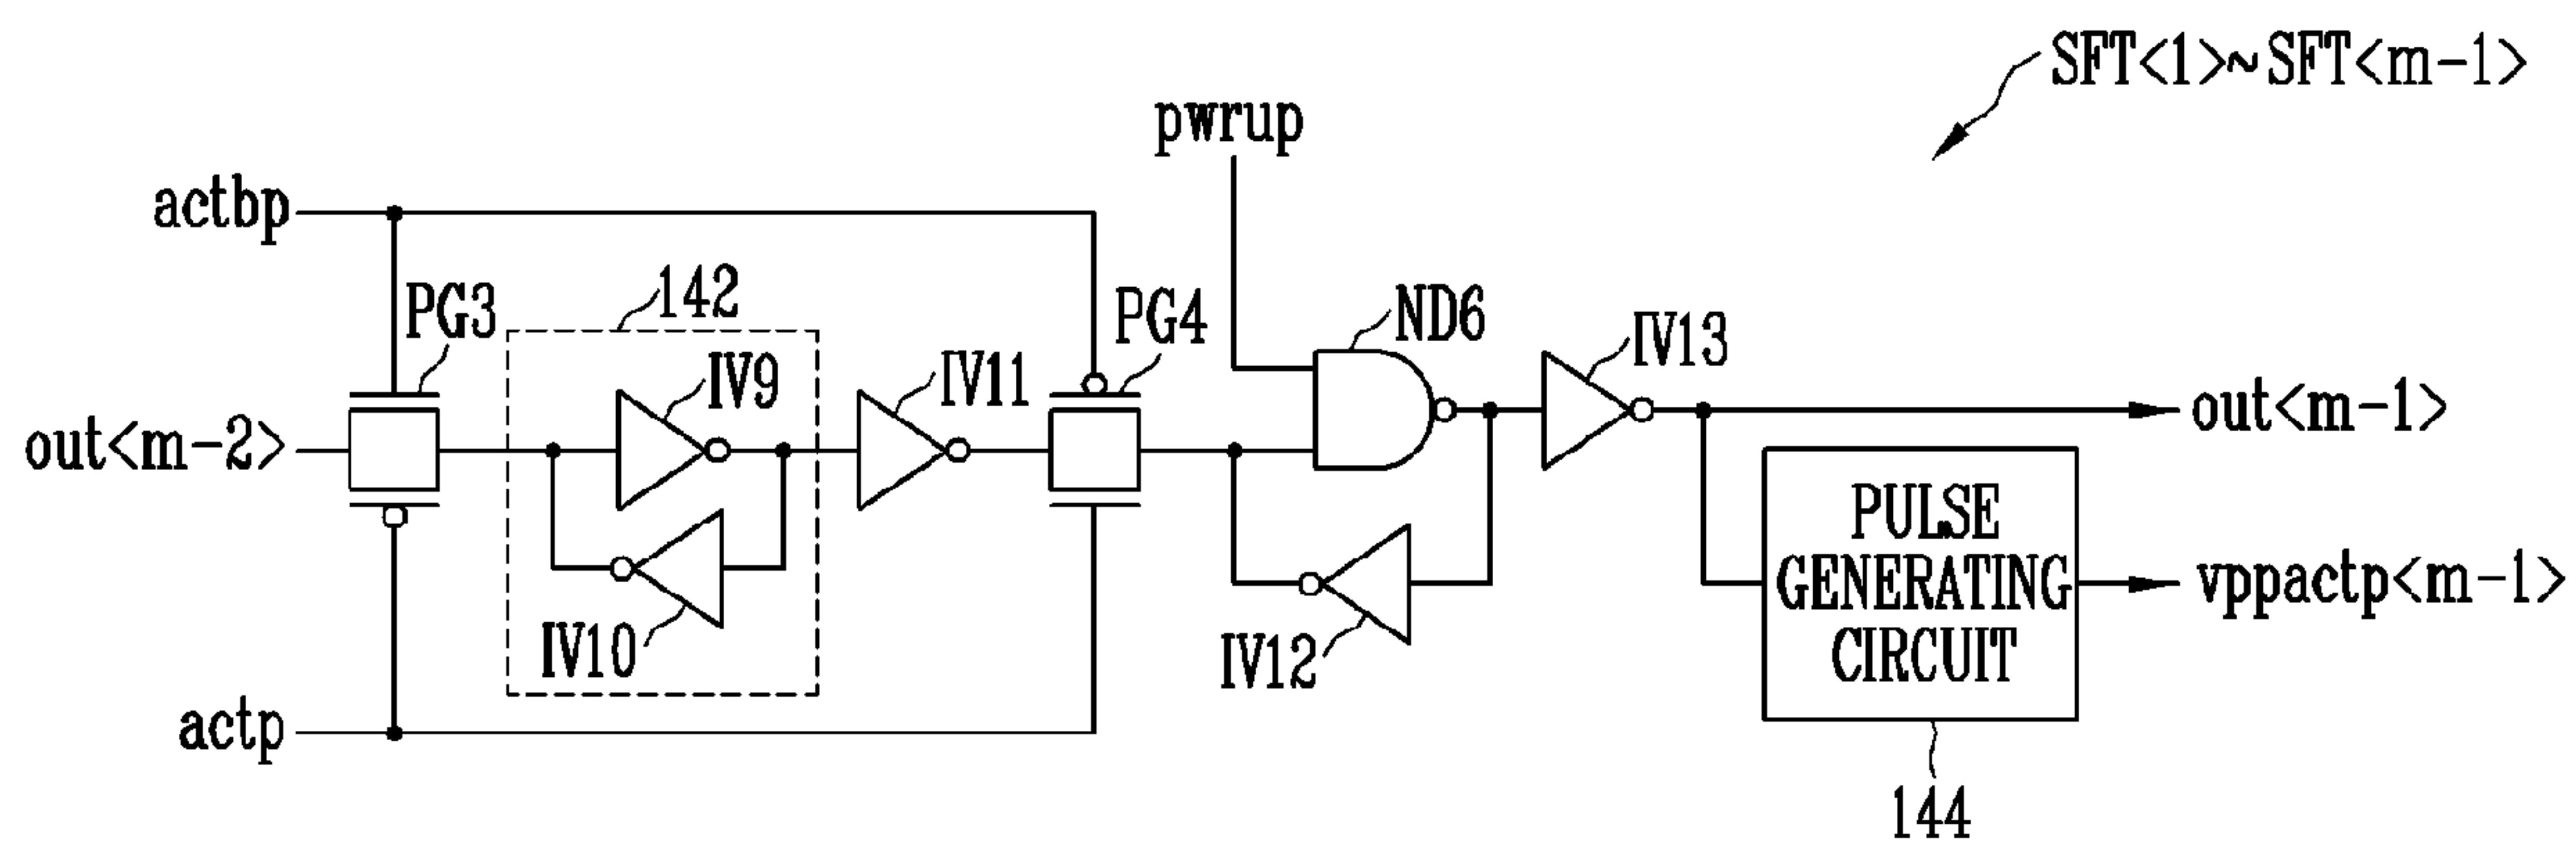 SFT<1>~SFT<m-1>
pwrup
actbp
142
PG3
PG4
ND6
IV13
IV9
IV11
out<m-2>
out<m-1>
PULSE
GENERATING
CIRCUIT
vppactp<m-1>
IV10
IV12
actp
144